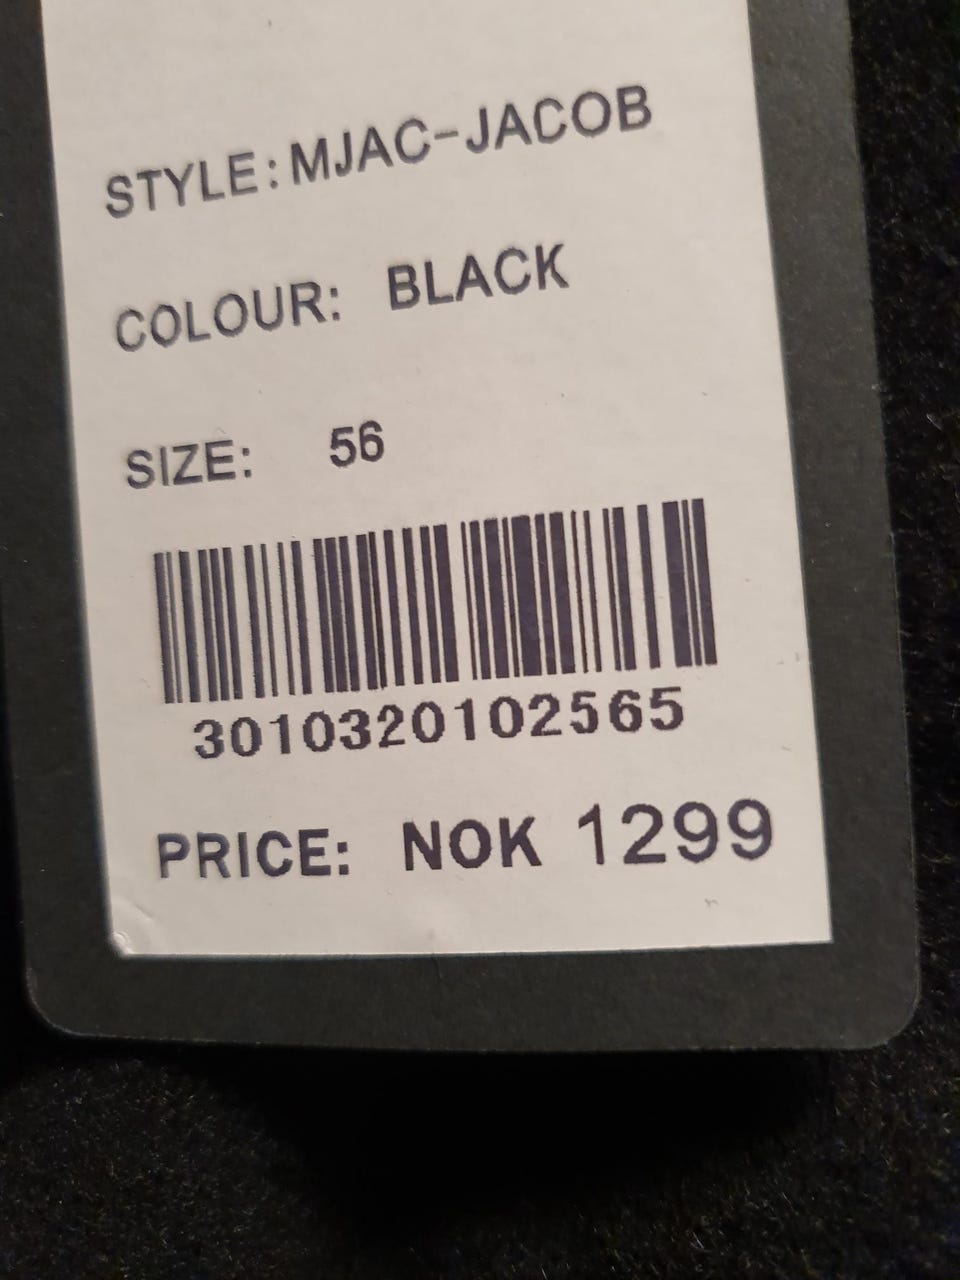 STYLE: MJAC-JACOB
COLOUR: BLACK
SIZE: 56
3010320102565
PRICE: NOK 1299